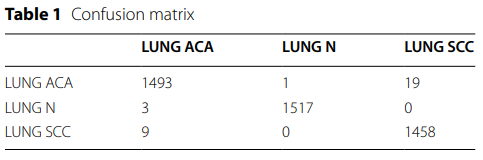 Table 1 Confusion matrix
LUNG ACA LUNG N LUNG SCC
LUNG ACA 1493 1 19
LUNG N 3 1517 0
LUNG SCC 9 0 1458